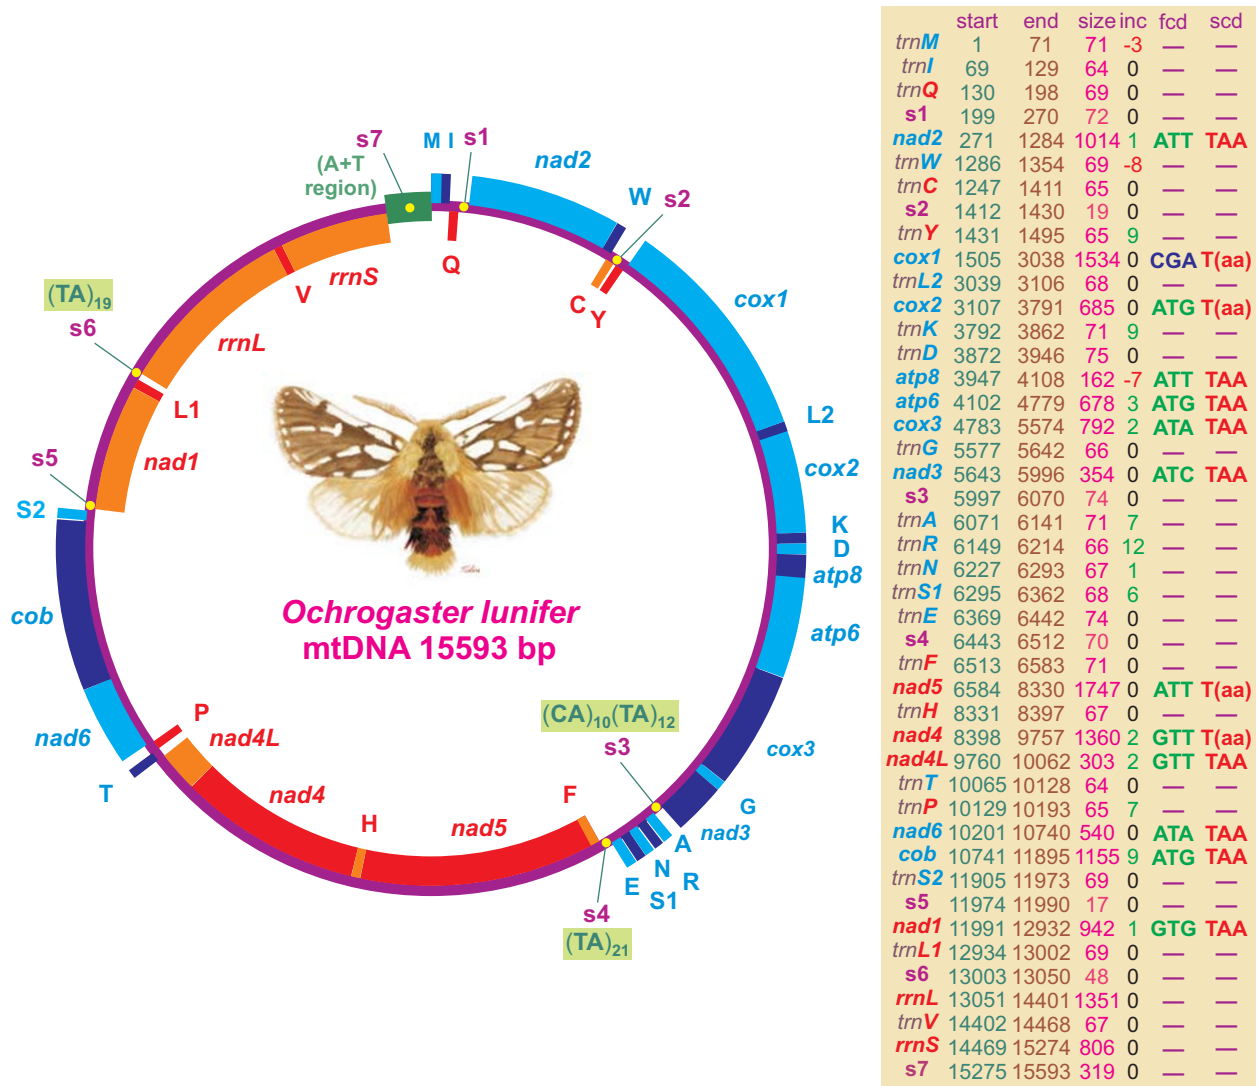 s7
(A+T
region)
M I
s1
nad2
W
s2
Q
C
Y
cox1
L2
cox2
K
D
atp8
atp6
cox3
G
nad3
A
R
N
S1
E
(CA)10(TA)12
s3
s4
(TA)21
F
nad5
H
nad4
nad4L
P
T
nad6
cob
S2
s5
nad1
L1
(TA)19
s6
rrnL
V
rrnS
Ochrogaster lunifer
mtDNA 15593 bp
start end size inc fcd scd
trnM 1 71 71 -3 — —
trnI 69 129 64 0 — —
trnQ 130 198 69 0 — —
s1 199 270 72 0 — —
nad2 271 1284 1014 1 ATT TAA
trnW 1286 1354 69 -8 — —
trnC 1247 1411 65 0 — —
s2 1412 1430 19 0 — —
trnY 1431 1495 65 9 — —
cox1 1505 3038 1534 0 CGA T(aa)
trnL2 3039 3106 68 0 — —
cox2 3107 3791 685 0 ATG T(aa)
trnK 3792 3862 71 9 — —
trnD 3872 3946 75 0 — —
atp8 3947 4108 162 -7 ATT TAA
atp6 4102 4779 678 3 ATG TAA
cox3 4783 5574 792 2 ATA TAA
trnG 5577 5642 66 0 — —
nad3 5643 5996 354 0 ATC TAA
s3 5997 6070 74 0 — —
trnA 6071 6141 71 7 — —
trnR 6149 6214 66 12 — —
trnN 6227 6293 67 1 — —
trnS1 6295 6362 68 6 — —
trnE 6369 6442 74 0 — —
s4 6443 6512 70 0 — —
trnF 6513 6583 71 0 — —
nad5 6584 8330 1747 0 ATT T(aa)
trnH 8331 8397 67 0 — —
nad4 8398 9757 1360 2 GTT T(aa)
nad4L 9760 10062 303 2 GTT TAA
trnT 10065 10128 64 0 — —
trnP 10129 10193 65 7 — —
nad6 10201 10740 540 0 ATA TAA
cob 10741 11895 1155 9 ATG TAA
trnS2 11905 11973 69 0 — —
s5 11974 11990 17 0 — —
nad1 11991 12932 942 1 GTG TAA
trnL1 12934 13002 69 0 — —
s6 13003 13050 48 0 — —
rrnL 13051 14401 1351 0 — —
trnV 14402 14468 67 0 — —
rrnS 14469 15274 806 0 — —
s7 15275 15593 319 0 — —